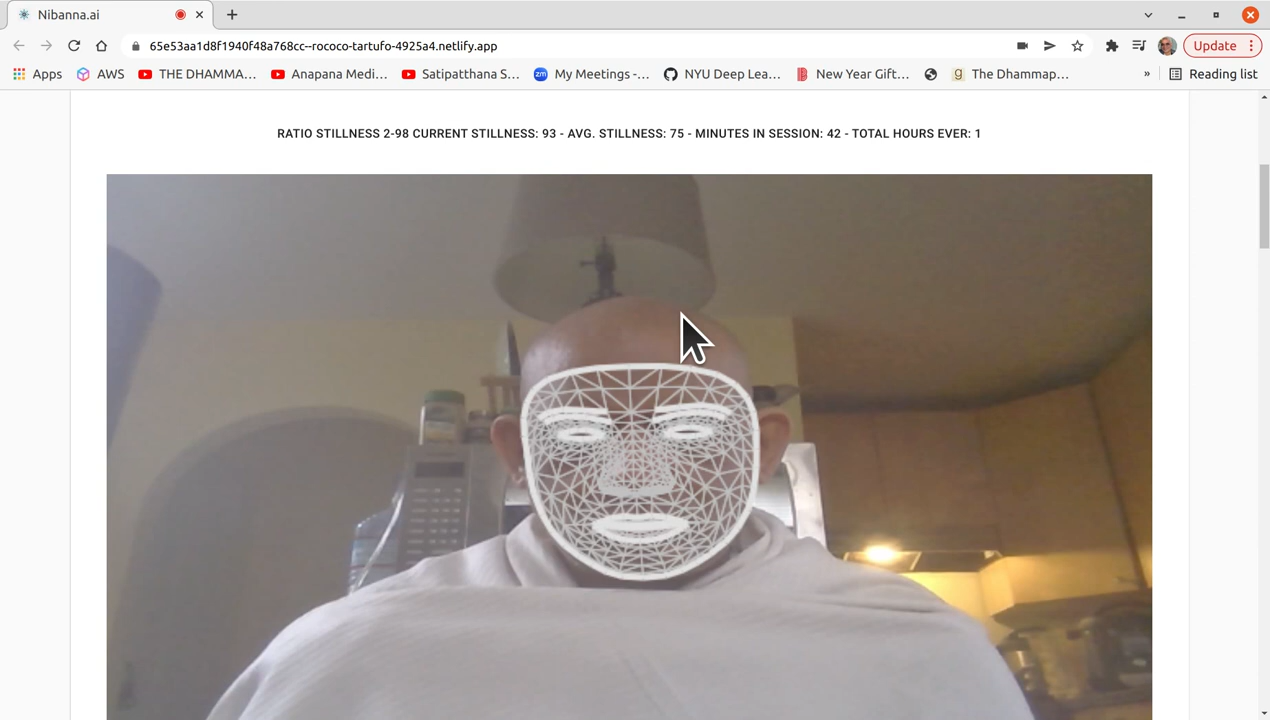 Nibanna.ai
65e53aa1d8f1940f48a768cc--rococo-tartufo-4925a4.netlify.app
Update
Apps AWS THE DHAMMA... Anapana Medi... Satipatthana S... zm My Meetings -... NYU Deep Lea... B New Year Gift... g The Dhammap... » Reading list
RATIO STILLNESS 2-98 CURRENT STILLNESS: 93 - AVG. STILLNESS: 75 - MINUTES IN SESSION: 42 - TOTAL HOURS EVER: 1